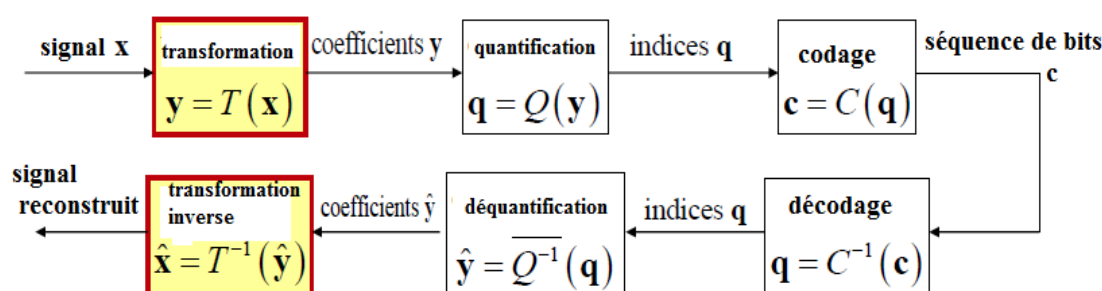 signal x
transformation
y = T(x)
coefficients y
quantification
q = Q(y)
indices q
codage
c = C(q)
séquence de bits
c
signal
reconstruit
transformation
inverse
x̂ = T⁻¹(ŷ)
coefficients ŷ
déquantification
ŷ = \overline{Q⁻¹}(q)
indices q
décodage
q = C⁻¹(c)